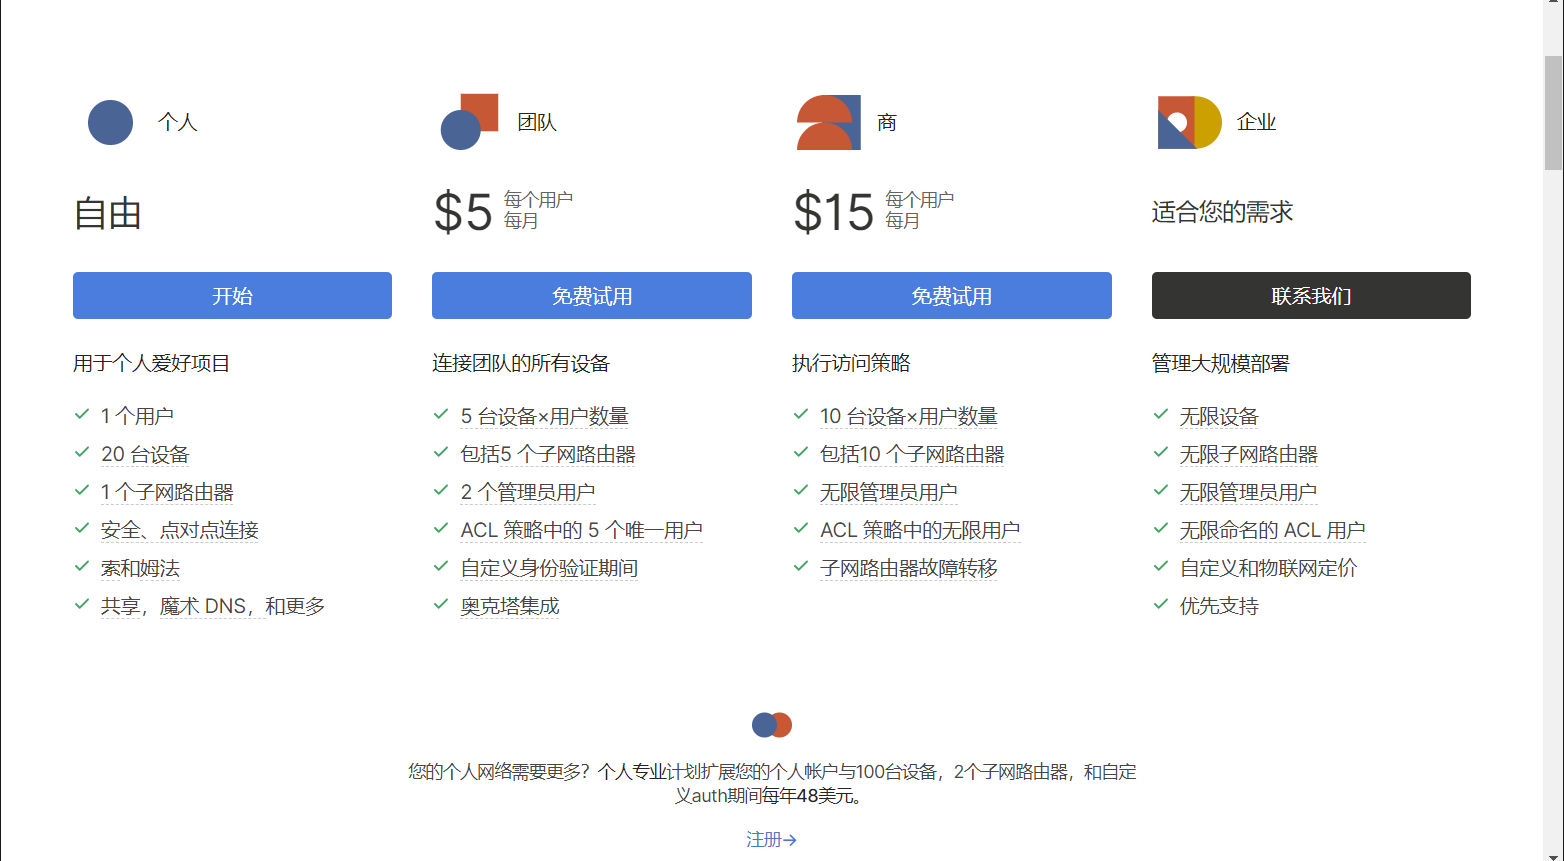 个人
自由
开始
用于个人爱好项目
1 个用户
20 台设备
1 个子网路由器
安全、点对点连接
索和姆法
共享，魔术 DNS，和更多
团队
$5 每个用户
每月
免费试用
连接团队的所有设备
5 台设备×用户数量
包括5 个子网路由器
2 个管理员用户
ACL 策略中的 5 个唯一用户
自定义身份验证期间
奥克塔集成
商
$15 每个用户
每月
免费试用
执行访问策略
10 台设备×用户数量
包括10 个子网路由器
无限管理员用户
ACL 策略中的无限用户
子网路由器故障转移
企业
适合您的需求
联系我们
管理大规模部署
无限设备
无限子网路由器
无限管理员用户
无限命名的 ACL 用户
自定义和物联网定价
优先支持
您的个人网络需要更多？个人专业计划扩展您的个人帐户与100台设备，2个子网路由器，和自定
义auth期间每年48美元。
注册→